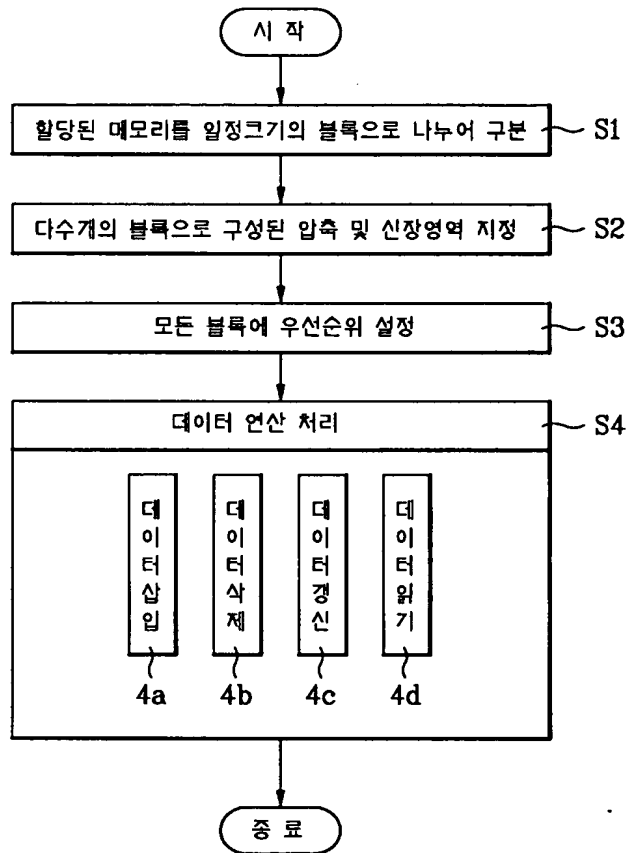 시 작
할당된 메모리를 일정크기의 블록으로 나누어 구분
S1
다수개의 블록으로 구성된 압축 및 신장영역 지정
S2
모든 블록에 우선순위 설정
S3
데이터 연산 처리
S4
데이터삽입
데이터삭제
데이터갱신
데이터읽기
4a
4b
4c
4d
종 료